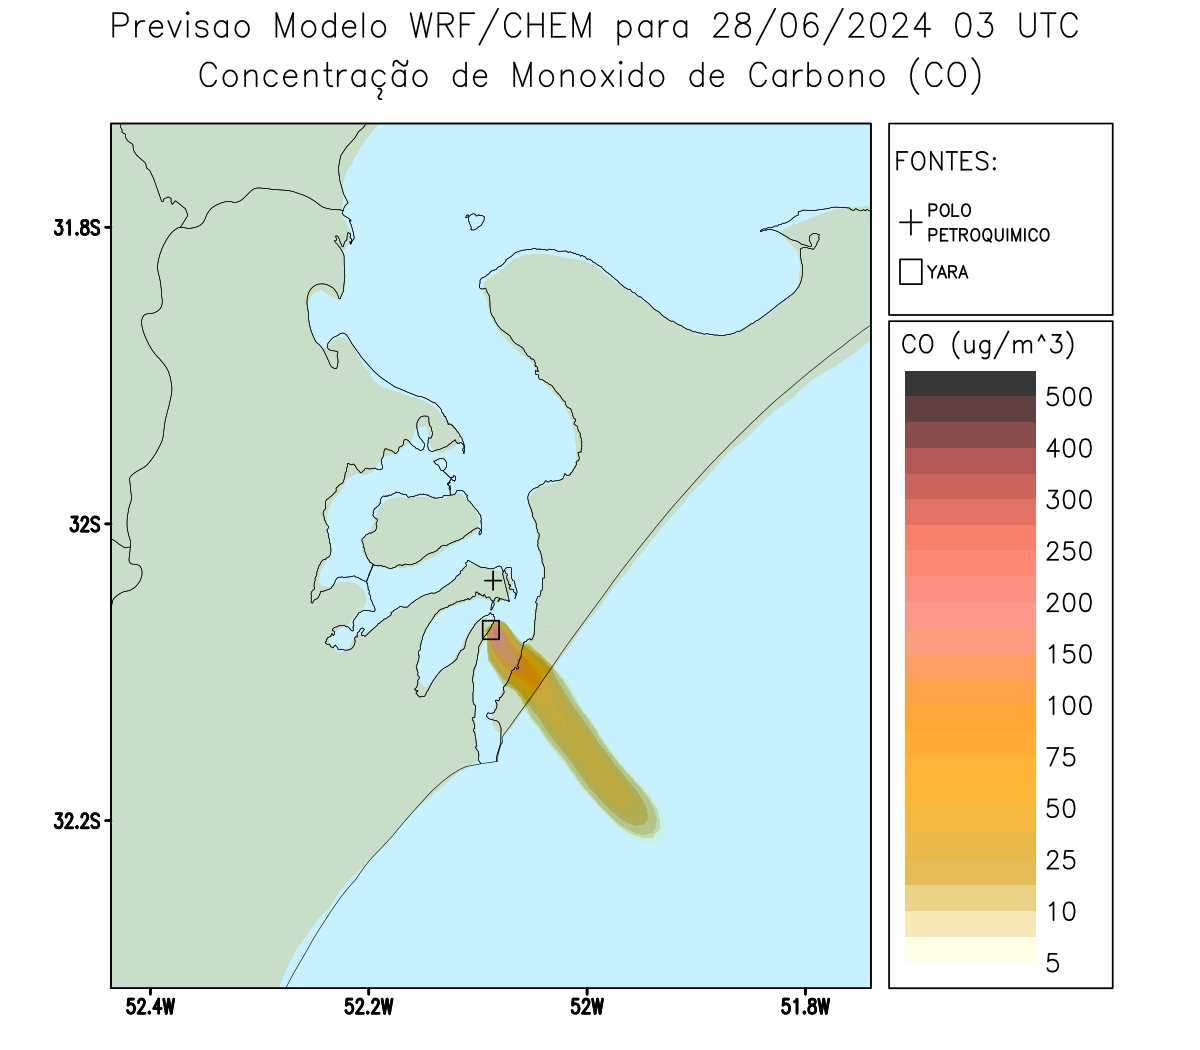 Previsao Modelo WRF/CHEM para 28/06/2024 03 UTC
Concentração de Monoxido de Carbono (CO)
FONTES:
POLO
PETROQUIMICO
YARA
CO (ug/m^3)
500
400
300
250
200
150
100
75
50
25
10
5
31.8S
32S
32.2S
52.4W
52.2W
52W
51.8W